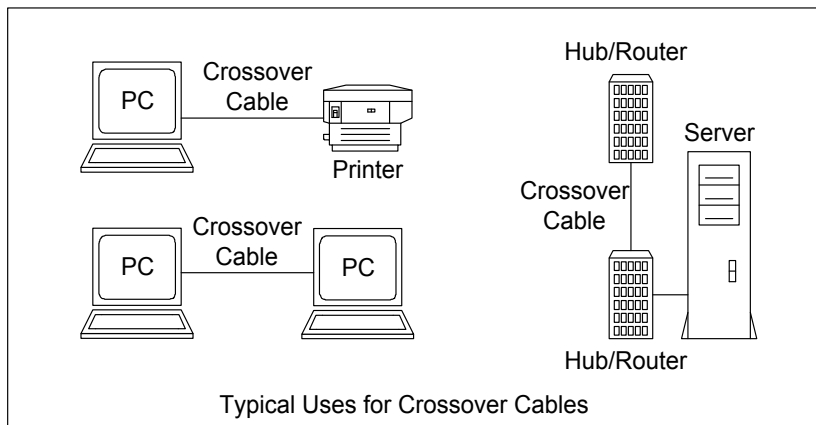 PC
Crossover
Cable
Printer
PC
Crossover
Cable
PC
Hub/Router
Crossover
Cable
Server
Hub/Router
Typical Uses for Crossover Cables